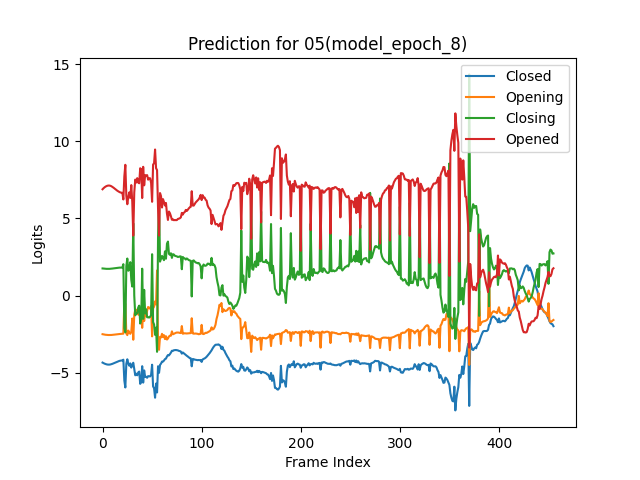 Prediction for 05(model_epoch_8)
Closed
Opening
Closing
Opened
15
10
5
0
−5
Logits
0
100
200
300
400
Frame Index